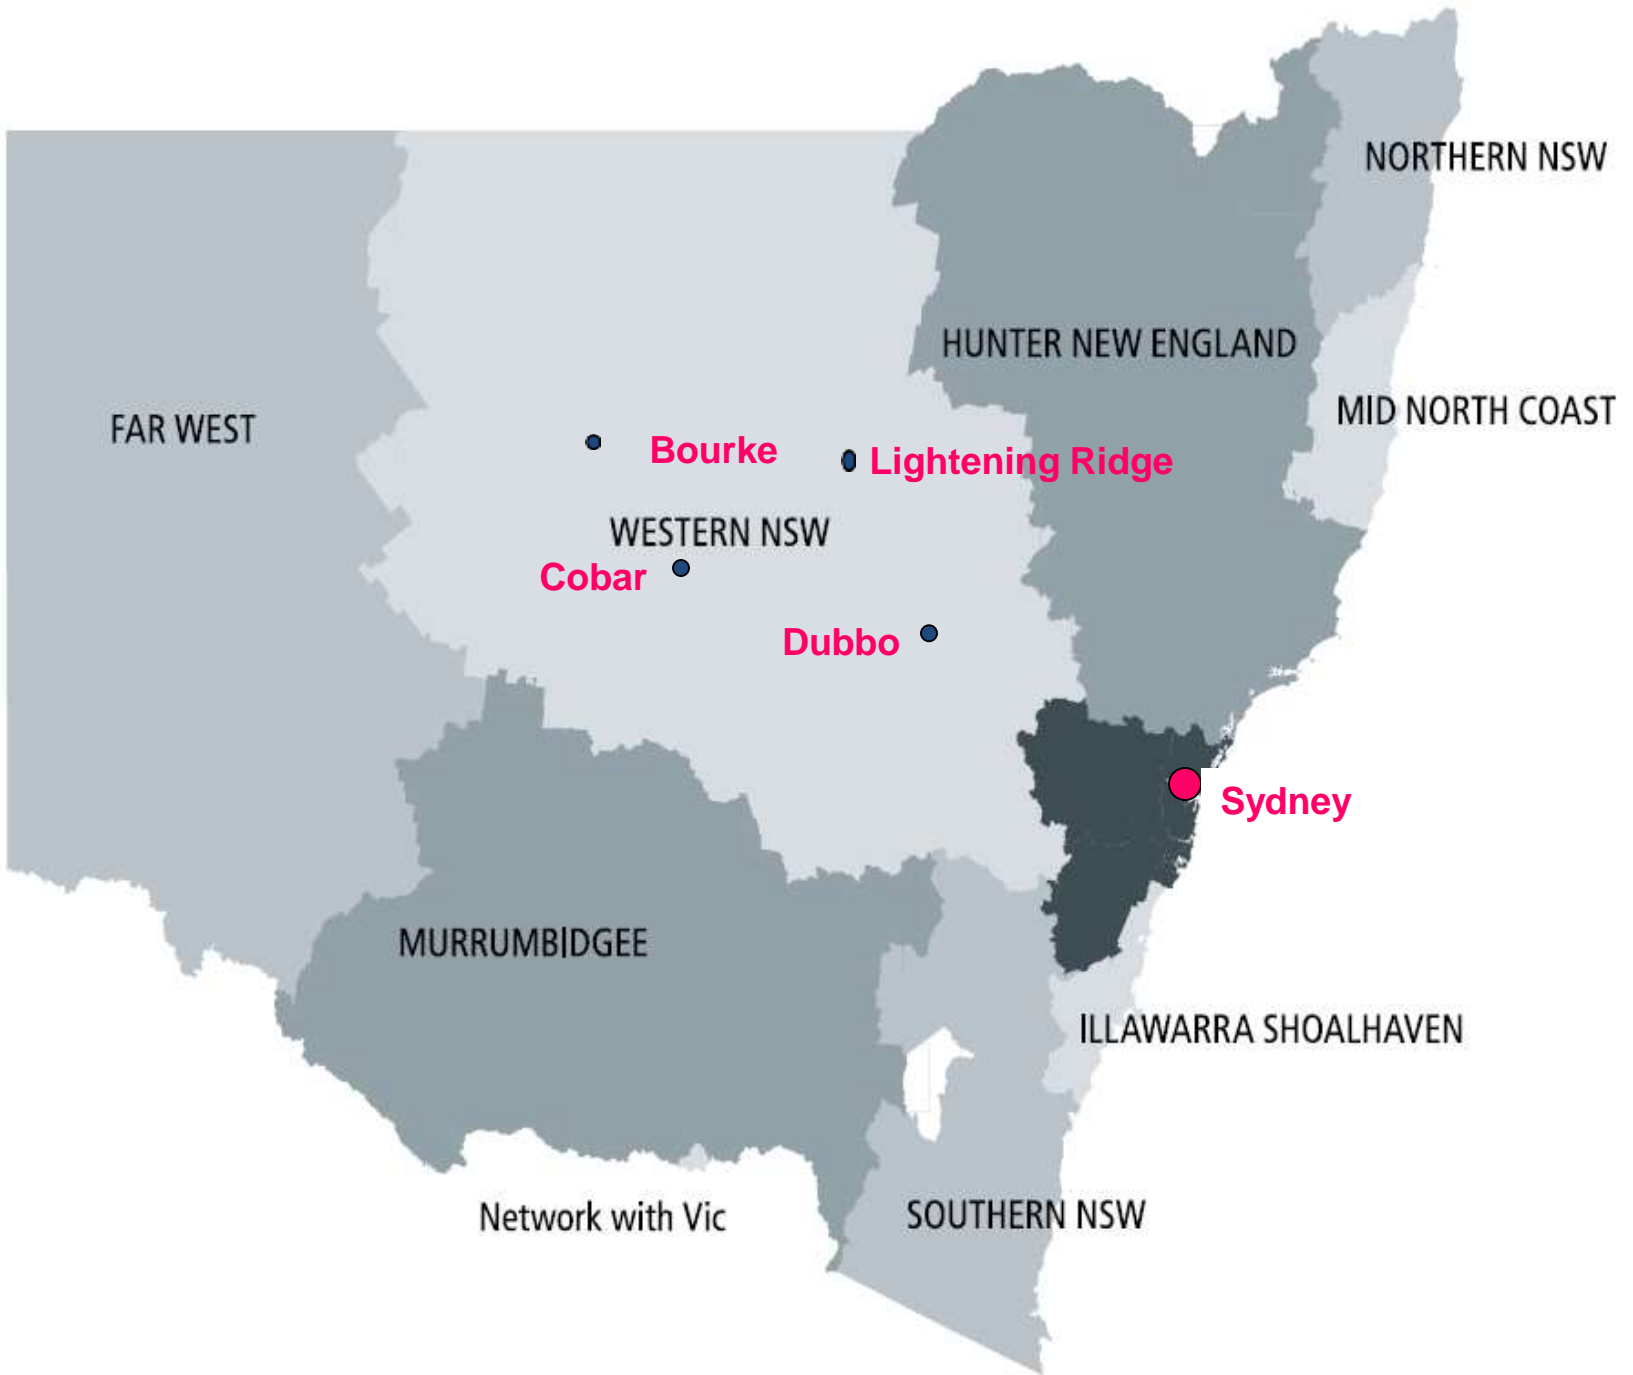 NORTHERN NSW
HUNTER NEW ENGLAND
MID NORTH COAST
FAR WEST
Bourke
Lightening Ridge
WESTERN NSW
Cobar
Dubbo
Sydney
MURRUMBIDGEE
ILLAWARRA SHOALHAVEN
Network with Vic
SOUTHERN NSW